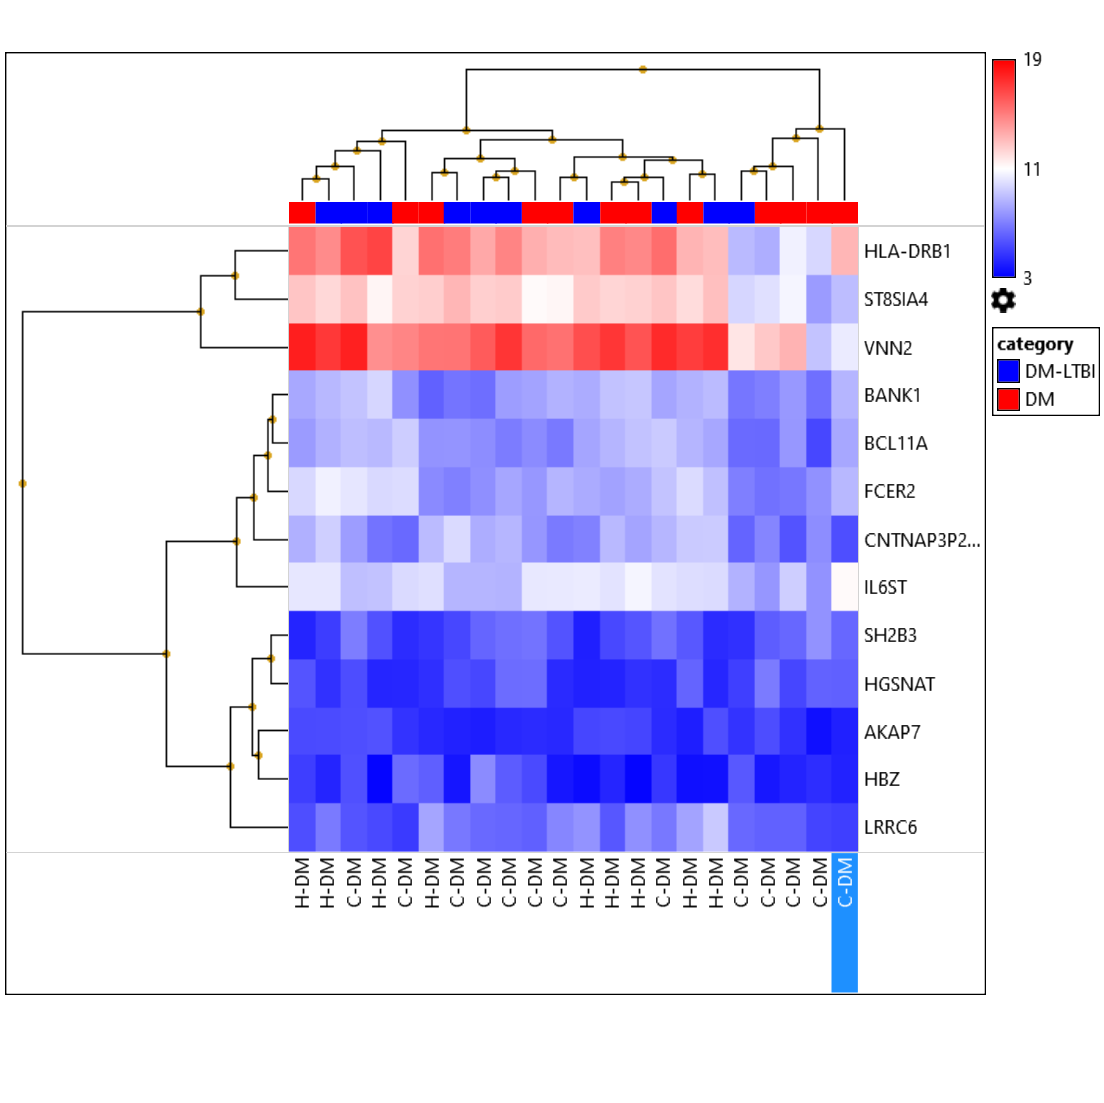 19
11
3
category
DM-LTBI
DM
HLA-DRB1
ST8SIA4
VNN2
BANK1
BCL11A
FCER2
CNTNAP3P2...
IL6ST
SH2B3
HGSNAT
AKAP7
HBZ
LRRC6
H-DM
H-DM
C-DM
H-DM
C-DM
H-DM
C-DM
C-DM
C-DM
C-DM
C-DM
H-DM
H-DM
H-DM
C-DM
H-DM
H-DM
C-DM
C-DM
C-DM
C-DM
C-DM